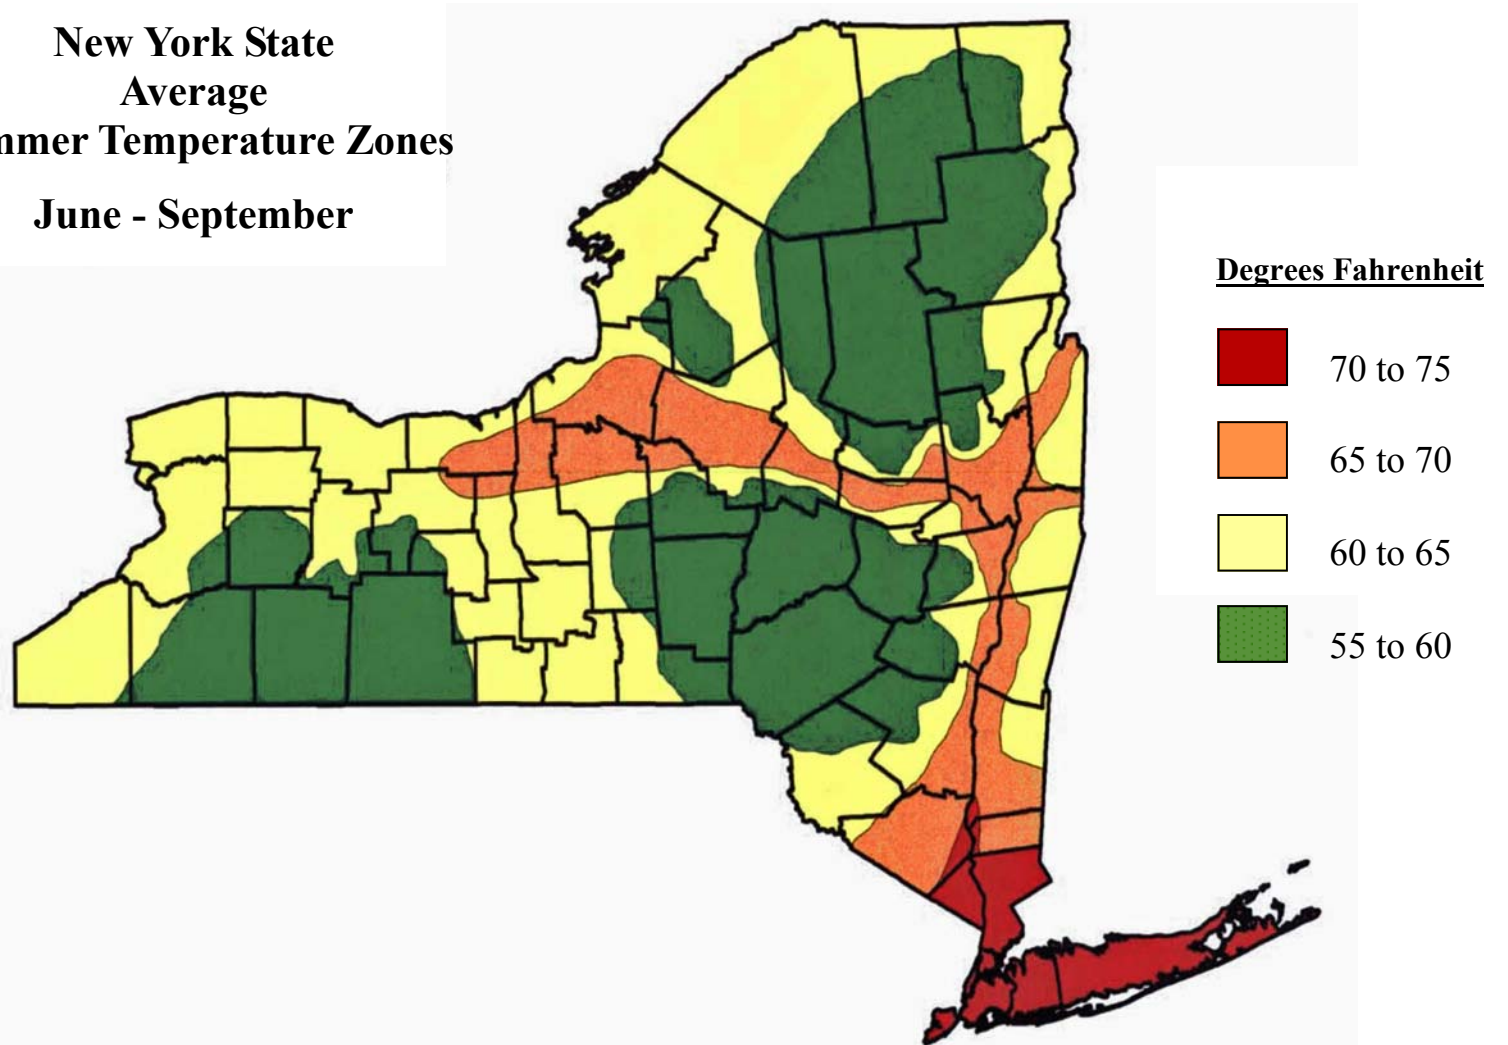 New York State
Average
mmer Temperature Zones
June - September
Degrees Fahrenheit
70 to 75
65 to 70
60 to 65
55 to 60